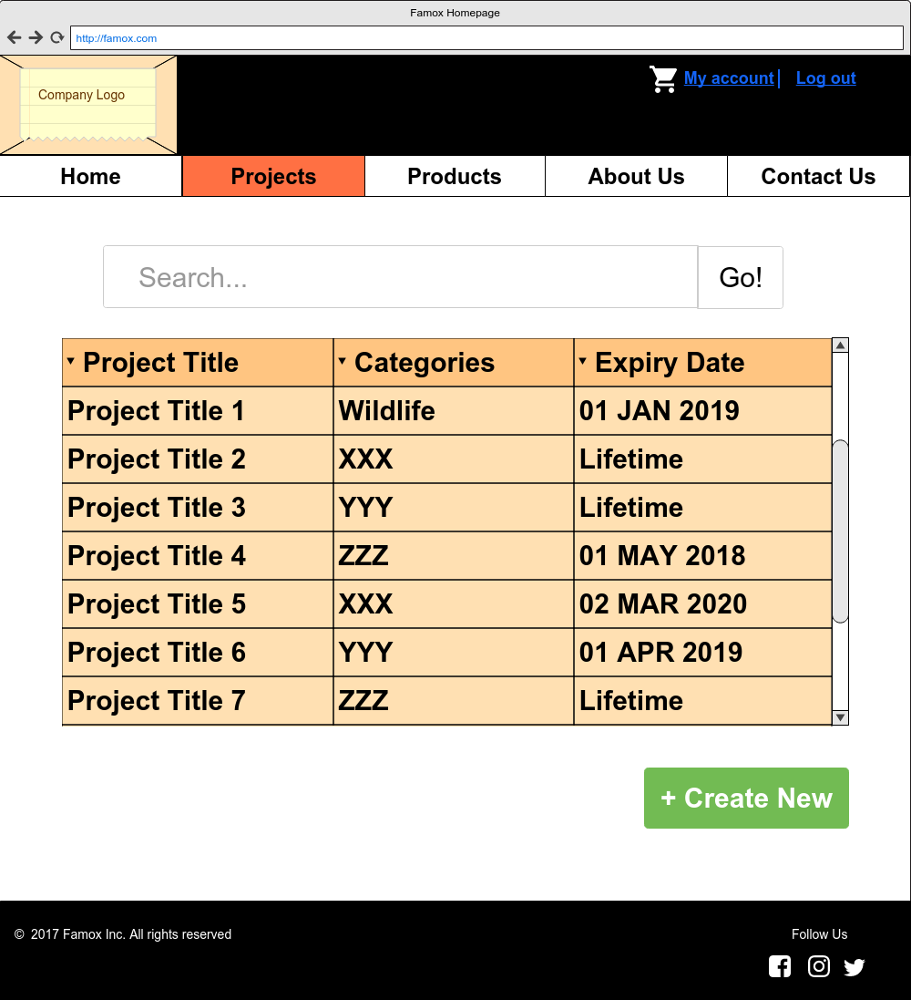 Famox Homepage
http://famox.com
Company Logo
My account
Log out
Home Projects Products About Us Contact Us
Search... Go!
Project Title Categories Expiry Date
Project Title 1 Wildlife 01 JAN 2019
Project Title 2 XXX Lifetime
Project Title 3 YYY Lifetime
Project Title 4 ZZZ 01 MAY 2018
Project Title 5 XXX 02 MAR 2020
Project Title 6 YYY 01 APR 2019
Project Title 7 ZZZ Lifetime
+ Create New
© 2017 Famox Inc. All rights reserved
Follow Us